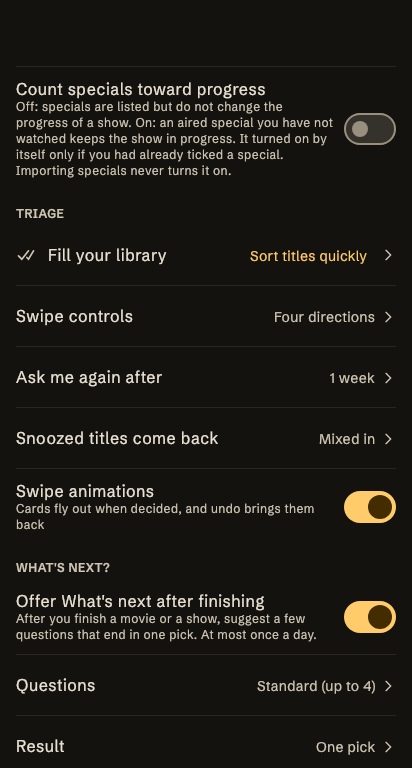 Count specials toward progress
Off: specials are listed but do not change the
progress of a show. On: an aired special you have not
watched keeps the show in progress. It turned on by
itself only if you had already ticked a special.
Importing specials never turns it on.
TRIAGE
Fill your library
Sort titles quickly
Swipe controls
Four directions
Ask me again after
1 week
Snoozed titles come back
Mixed in
Swipe animations
Cards fly out when decided, and undo brings them
back
WHAT'S NEXT?
Offer What's next after finishing
After you finish a movie or a show, suggest a few
questions that end in one pick. At most once a day.
Questions
Standard (up to 4)
Result
One pick